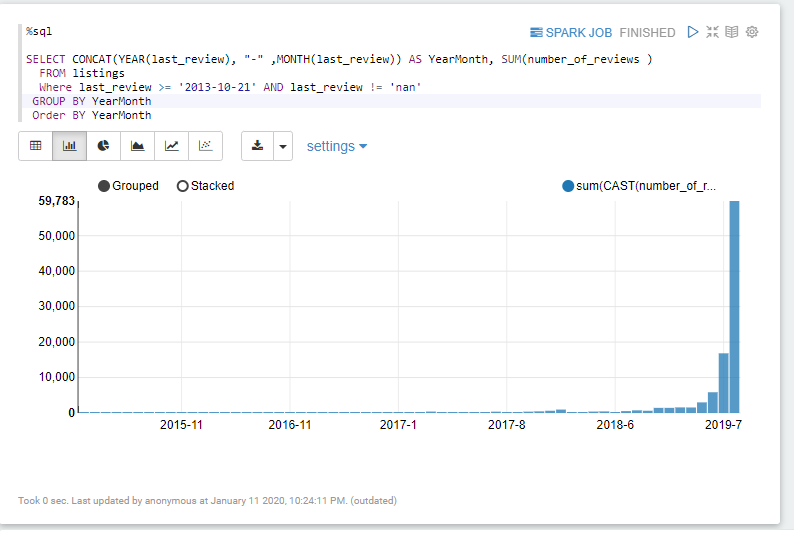 %sql
SPARK JOB FINISHED
SELECT CONCAT(YEAR(last_review), "-" ,MONTH(last_review)) AS YearMonth, SUM(number_of_reviews )
FROM listings
Where last_review >= '2013-10-21' AND last_review != 'nan'
GROUP BY YearMonth
Order BY YearMonth
settings
Grouped Stacked sum(CAST(number_of_r...
59,783
50,000
40,000
30,000
20,000
10,000
0
2015-11 2016-11 2017-1 2017-8 2018-6 2019-7
Took 0 sec. Last updated by anonymous at January 11 2020, 10:24:11 PM. (outdated)